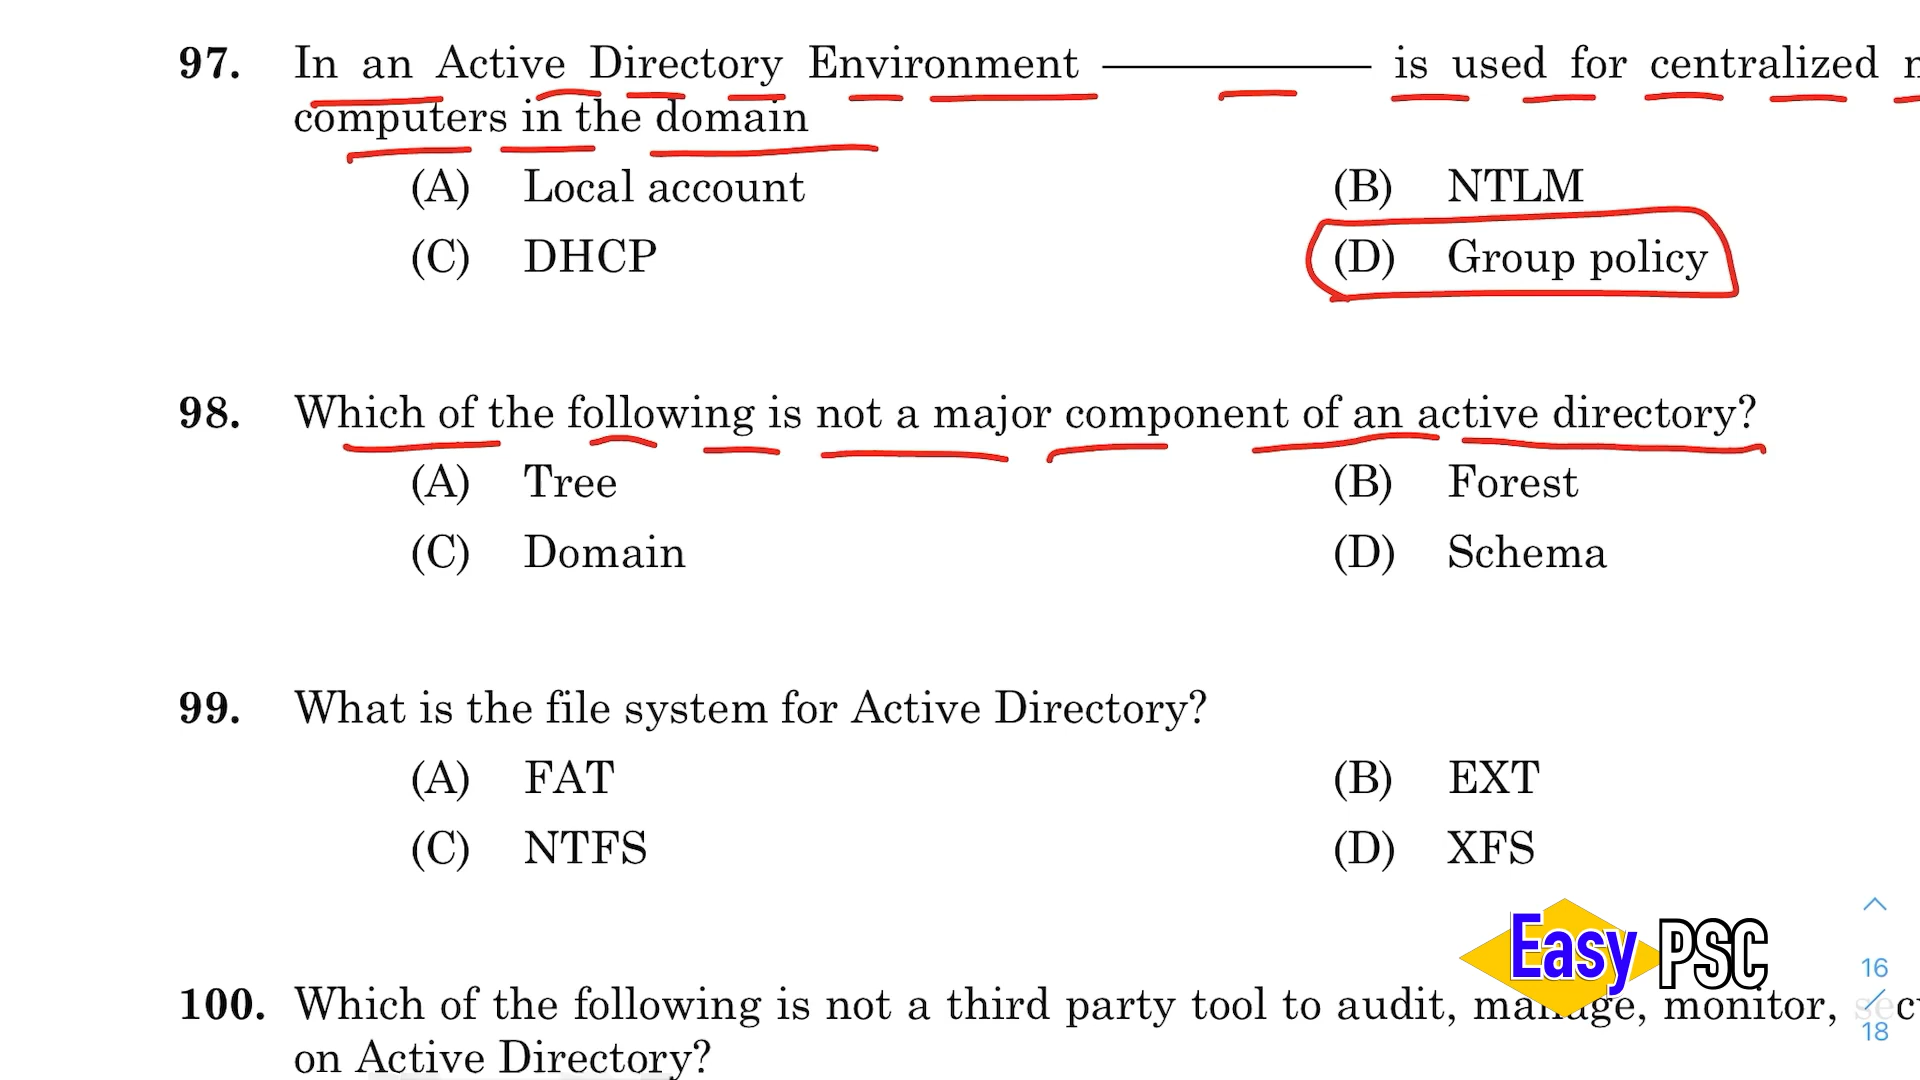 97. In an Active Directory Environment ____________ is used for centralized
computers in the domain
(A) Local account (B) NTLM
(C) DHCP (D) Group policy
98. Which of the following is not a major component of an active directory?
(A) Tree (B) Forest
(C) Domain (D) Schema
99. What is the file system for Active Directory?
(A) FAT (B) EXT
(C) NTFS (D) XFS
Easy PSC
16
/
18
100. Which of the following is not a third party tool to audit, manage, monitor,
on Active Directory?